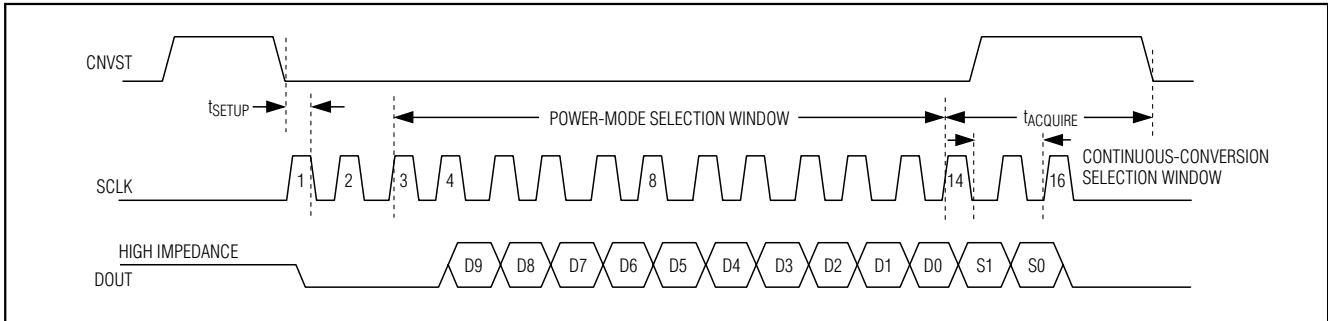 CNVST
tSETUP
POWER-MODE SELECTION WINDOW
tACQUIRE
CONTINUOUS-CONVERSION
SELECTION WINDOW
SCLK
1 2 3 4 8 14 16
HIGH IMPEDANCE
DOUT
D9 D8 D7 D6 D5 D4 D3 D2 D1 D0 S1 S0